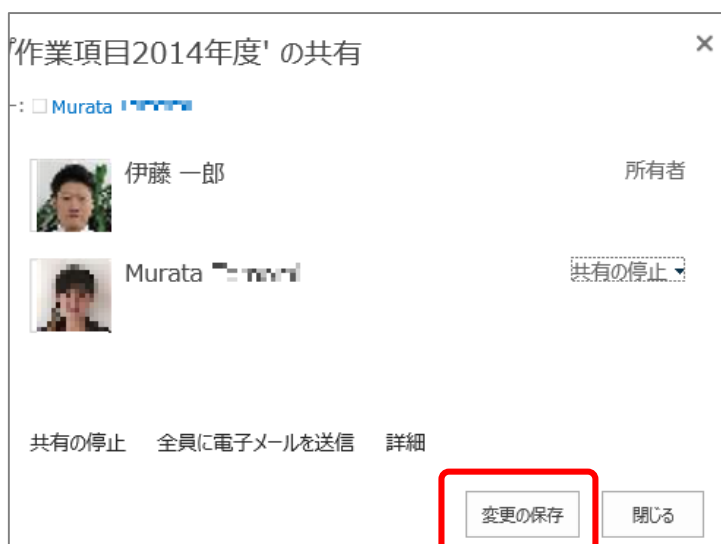 作業項目2014年度' の共有
Murata
伊藤 一郎
所有者
Murata
共有の停止
共有の停止 全員に電子メールを送信 詳細
変更の保存 閉じる